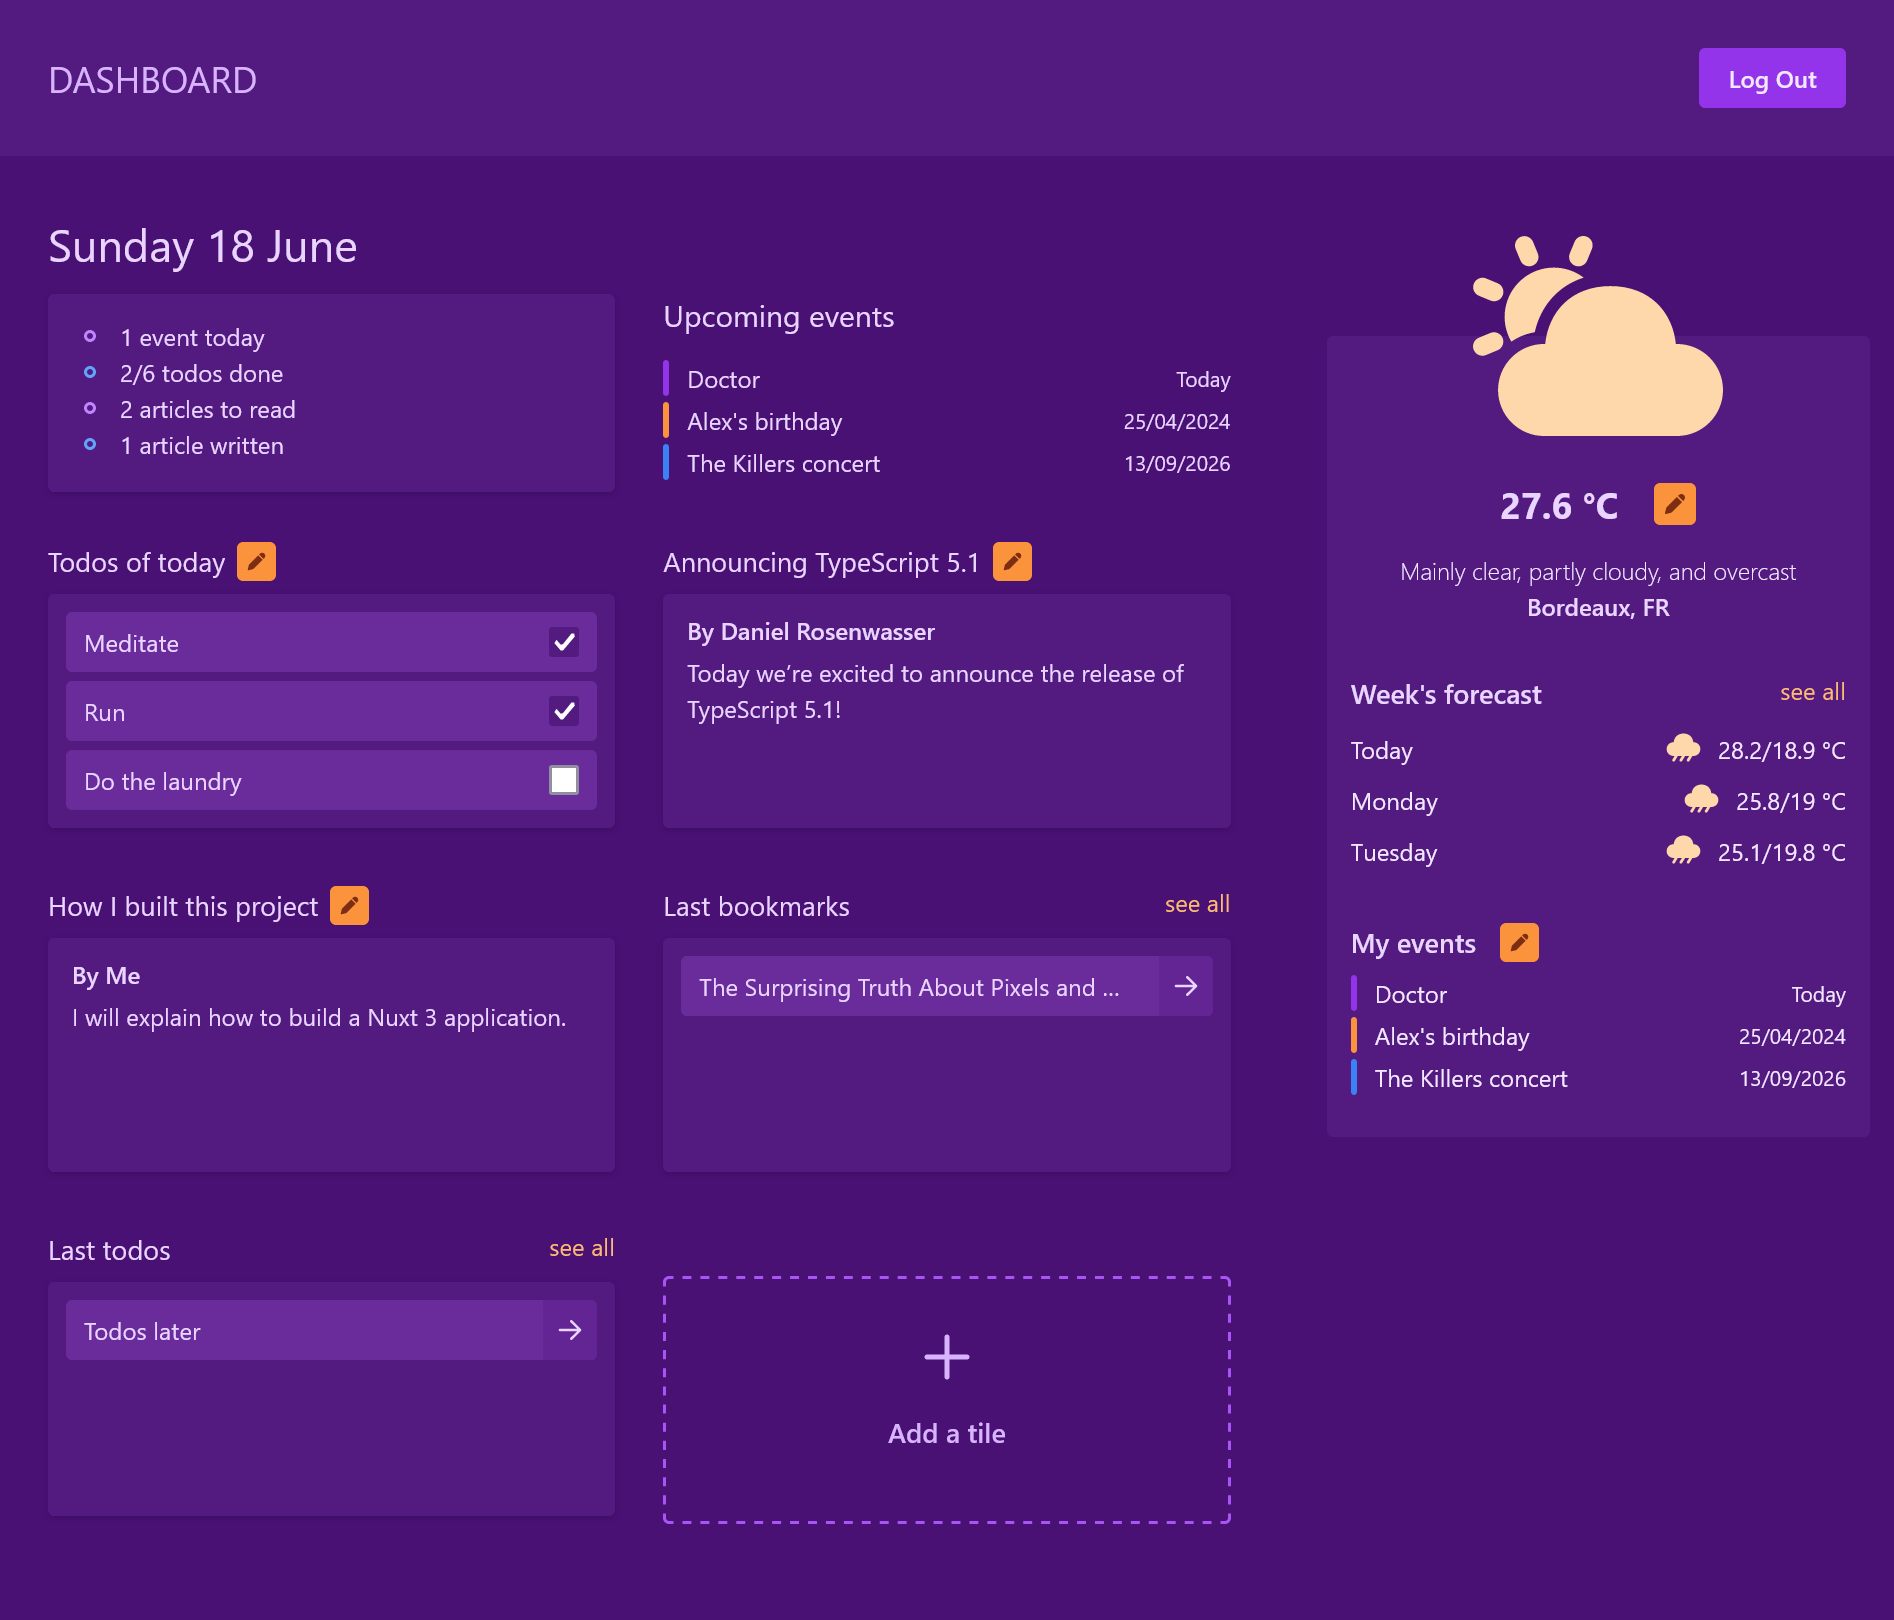 DASHBOARD
Log Out
Sunday 18 June
1 event today
2/6 todos done
2 articles to read
1 article written
Upcoming events
Doctor Today
Alex's birthday 25/04/2024
The Killers concert 13/09/2026
Todos of today
Meditate
Run
Do the laundry
Announcing TypeScript 5.1
By Daniel Rosenwasser
Today we’re excited to announce the release of
TypeScript 5.1!
How I built this project
By Me
I will explain how to build a Nuxt 3 application.
Last bookmarks see all
The Surprising Truth About Pixels and ...
Last todos see all
Todos later
Add a tile
27.6 °C
Mainly clear, partly cloudy, and overcast
Bordeaux, FR
Week's forecast see all
Today 28.2/18.9 °C
Monday 25.8/19 °C
Tuesday 25.1/19.8 °C
My events
Doctor Today
Alex's birthday 25/04/2024
The Killers concert 13/09/2026